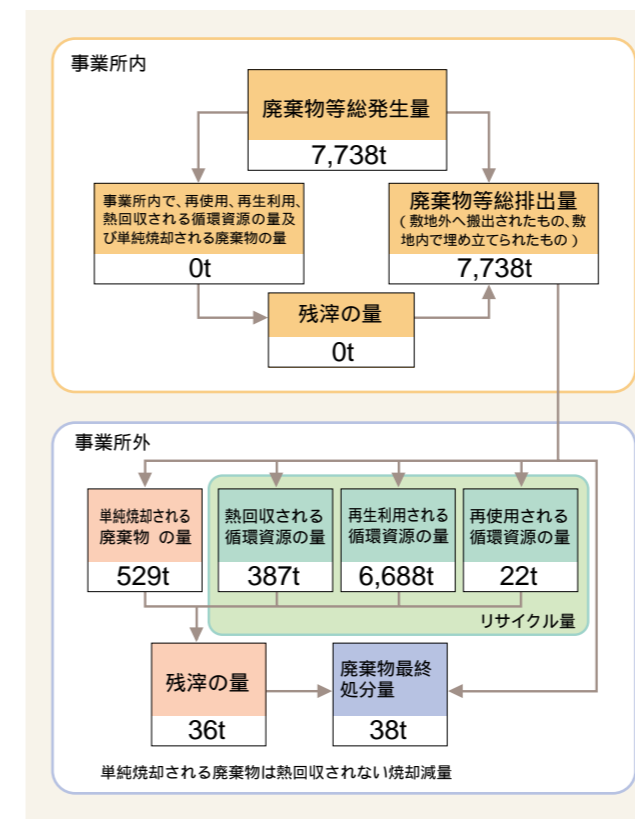 事業所内
廃棄物等総発生量
7,738t
事業所内で、再使用、再生利用、
熱回収される循環資源の量及
び単純焼却される廃棄物の量
0t
廃棄物等総排出量
（敷地外へ搬出されたもの、敷
地内で埋め立てられたもの）
7,738t
残滓の量
0t
事業所外
単純焼却される
廃棄物 の量
529t
熱回収される
循環資源の量
387t
再生利用される
循環資源の量
6,688t
再使用される
循環資源の量
22t
リサイクル量
残滓の量
36t
廃棄物最終
処分量
38t
単純焼却される廃棄物は熱回収されない焼却減量